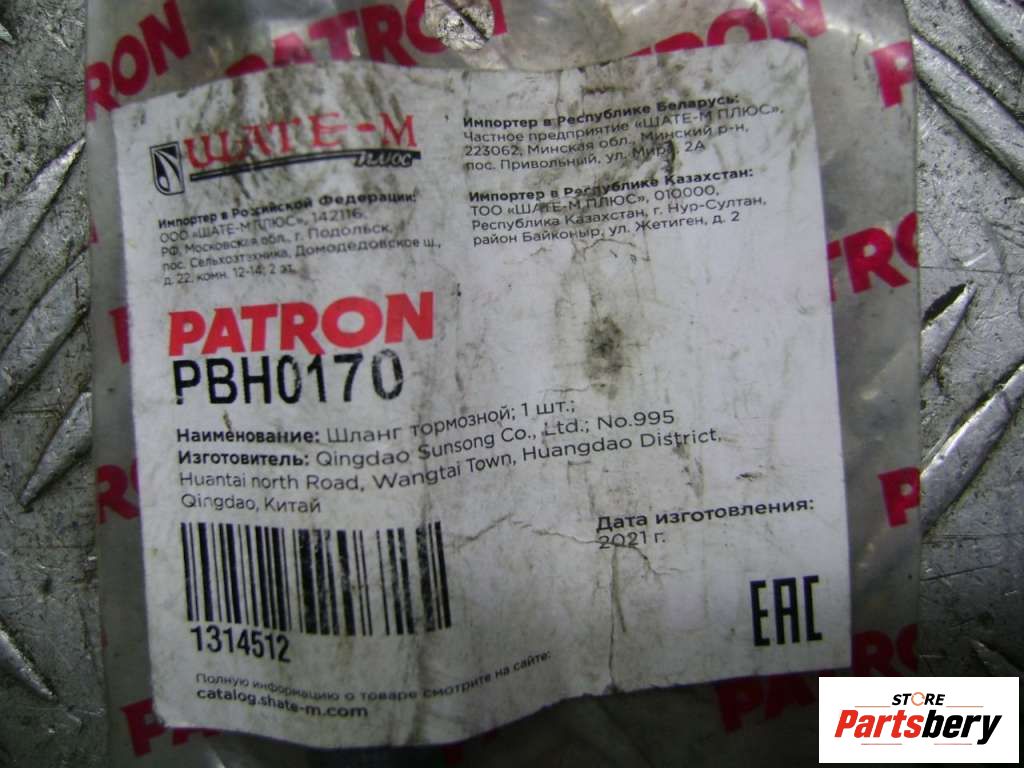 PATRON
ШАТЕ-М
ПЛЮС
Импортер в Российской Федерации:
ООО «ШАТЕ-М ПЛЮС», 142116,
РФ, Московская обл., г. Подольск,
пос. Сельхозтехника, Домодедовское ш.,
д. 22, комн. 12-14; 2 эт.
Импортер в Республике Беларусь:
Частное предприятие «ШАТЕ-М ПЛЮС»,
223062, Минская обл., Минский р-н,
пос. Привольный, ул. Мира, 2А
Импортер в Республике Казахстан:
ТОО «ШАТЕ-М ПЛЮС», 010000,
Республика Казахстан, г. Нур-Султан,
район Байконыр, ул. Жетиген, д. 2
PATRON
PBH0170
Наименование: Шланг тормозной; 1 шт.;
Изготовитель: Qingdao Sunsong Co., Ltd.; No.995
Huantai north Road, Wangtai Town, Huangdao District,
Qingdao, Китай
Дата изготовления:
2021 г.
1314512
EAC
Полную информацию о товаре смотрите на сайте:
catalog.shate-m.com
STORE
Partsbery